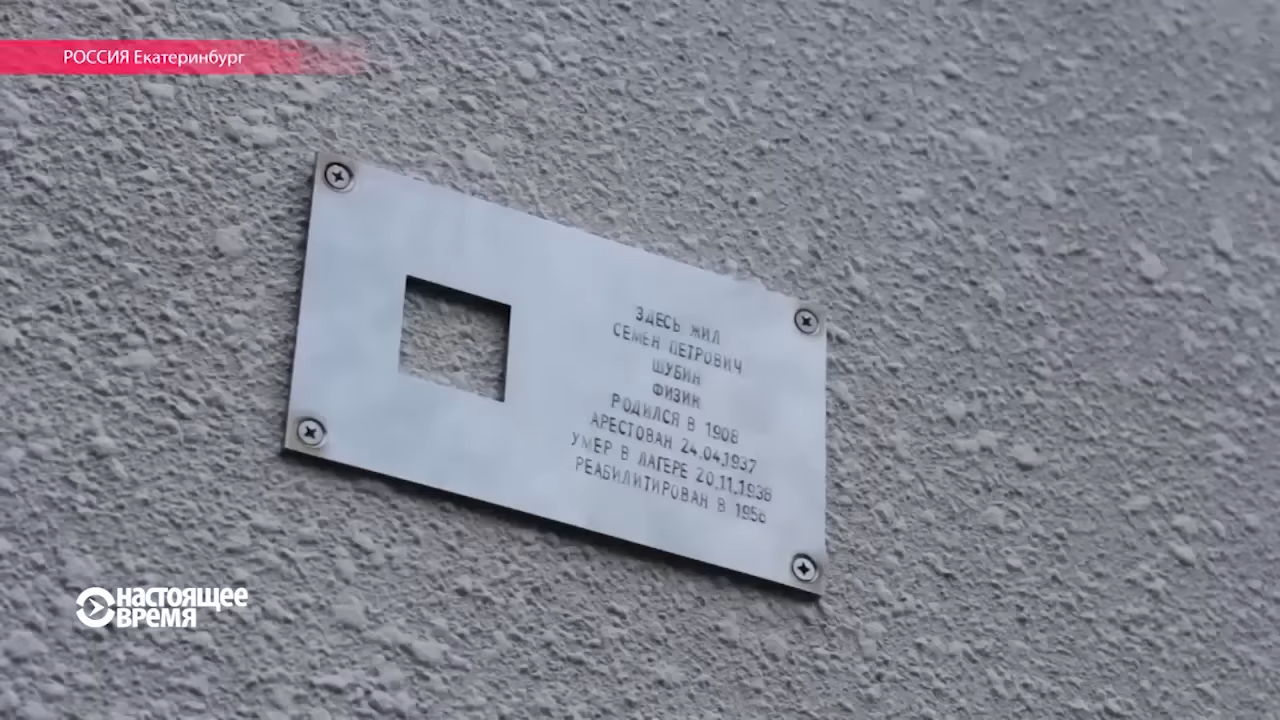 РОССИЯ Екатеринбург
ЗДЕСЬ ЖИЛ
СЕМЕН ПЕТРОВИЧ
ШУБИН
ФИЗИК
РОДИЛСЯ В 1908
АРЕСТОВАН 24.04.1937
УМЕР В ЛАГЕРЕ 20.11.1938
РЕАБИЛИТИРОВАН В 1956
НАСТОЯЩЕЕ
ВРЕМЯ